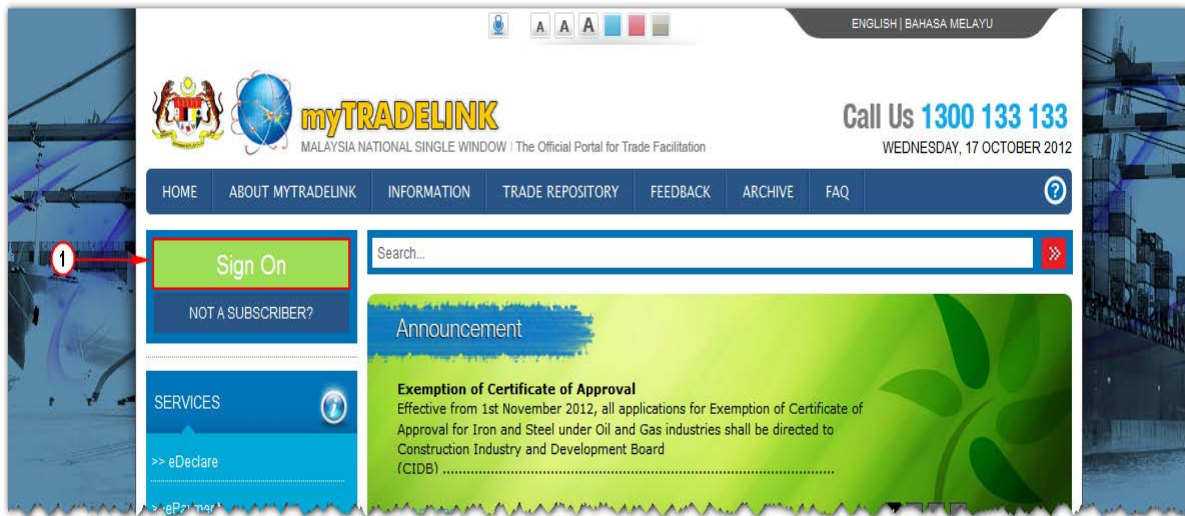 A A A
ENGLISH | BAHASA MELAYU
myTRADELINK
MALAYSIA NATIONAL SINGLE WINDOW | The Official Portal for Trade Facilitation
Call Us 1300 133 133
WEDNESDAY, 17 OCTOBER 2012
HOME ABOUT MYTRADELINK INFORMATION TRADE REPOSITORY FEEDBACK ARCHIVE FAQ ?
1
Sign On
Search...
NOT A SUBSCRIBER?
Announcement
Exemption of Certificate of Approval
Effective from 1st November 2012, all applications for Exemption of Certificate of
Approval for Iron and Steel under Oil and Gas industries shall be directed to
Construction Industry and Development Board
(CIDB) ..............................................................................
SERVICES
>> eDeclare
>> ePayment